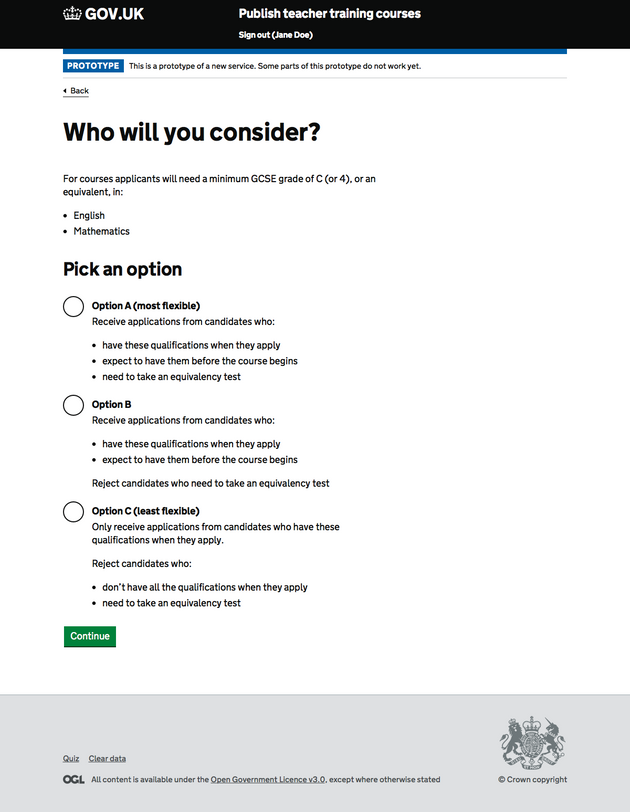 GOV.UK
Publish teacher training courses
Sign out (Jane Doe)
PROTOTYPE This is a prototype of a new service. Some parts of this prototype do not work yet.
Back
Who will you consider?
For courses applicants will need a minimum GCSE grade of C (or 4), or an
equivalent, in:
• English
• Mathematics
Pick an option
Option A (most flexible)
Receive applications from candidates who:
• have these qualifications when they apply
• expect to have them before the course begins
• need to take an equivalency test
Option B
Receive applications from candidates who:
• have these qualifications when they apply
• expect to have them before the course begins
Reject candidates who need to take an equivalency test
Option C (least flexible)
Only receive applications from candidates who have these
qualifications when they apply.
Reject candidates who:
• don't have all the qualifications when they apply
• need to take an equivalency test
Continue
Quiz Clear data
OGL All content is available under the Open Government Licence v3.0, except where otherwise stated
© Crown copyright